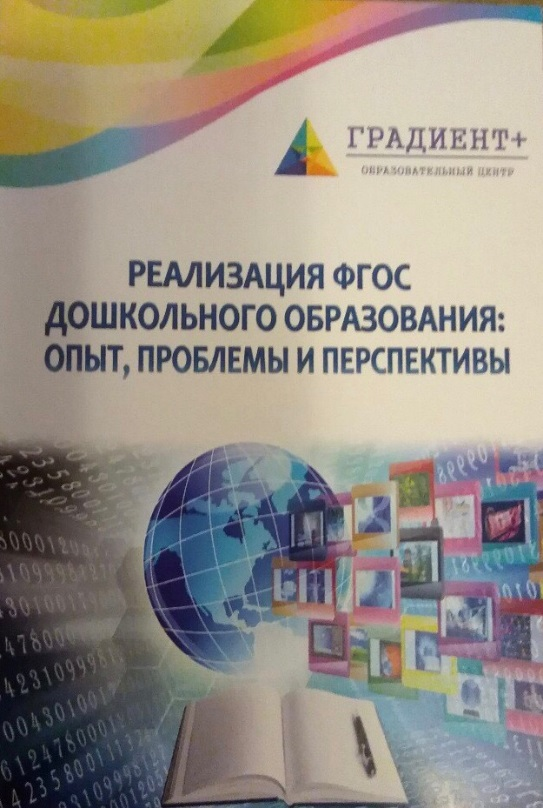 ГРАДИЕНТ+
ОБРАЗОВАТЕЛЬНЫЙ ЦЕНТР
РЕАЛИЗАЦИЯ ФГОС
ДОШКОЛЬНОГО ОБРАЗОВАНИЯ:
ОПЫТ, ПРОБЛЕМЫ И ПЕРСПЕКТИВЫ